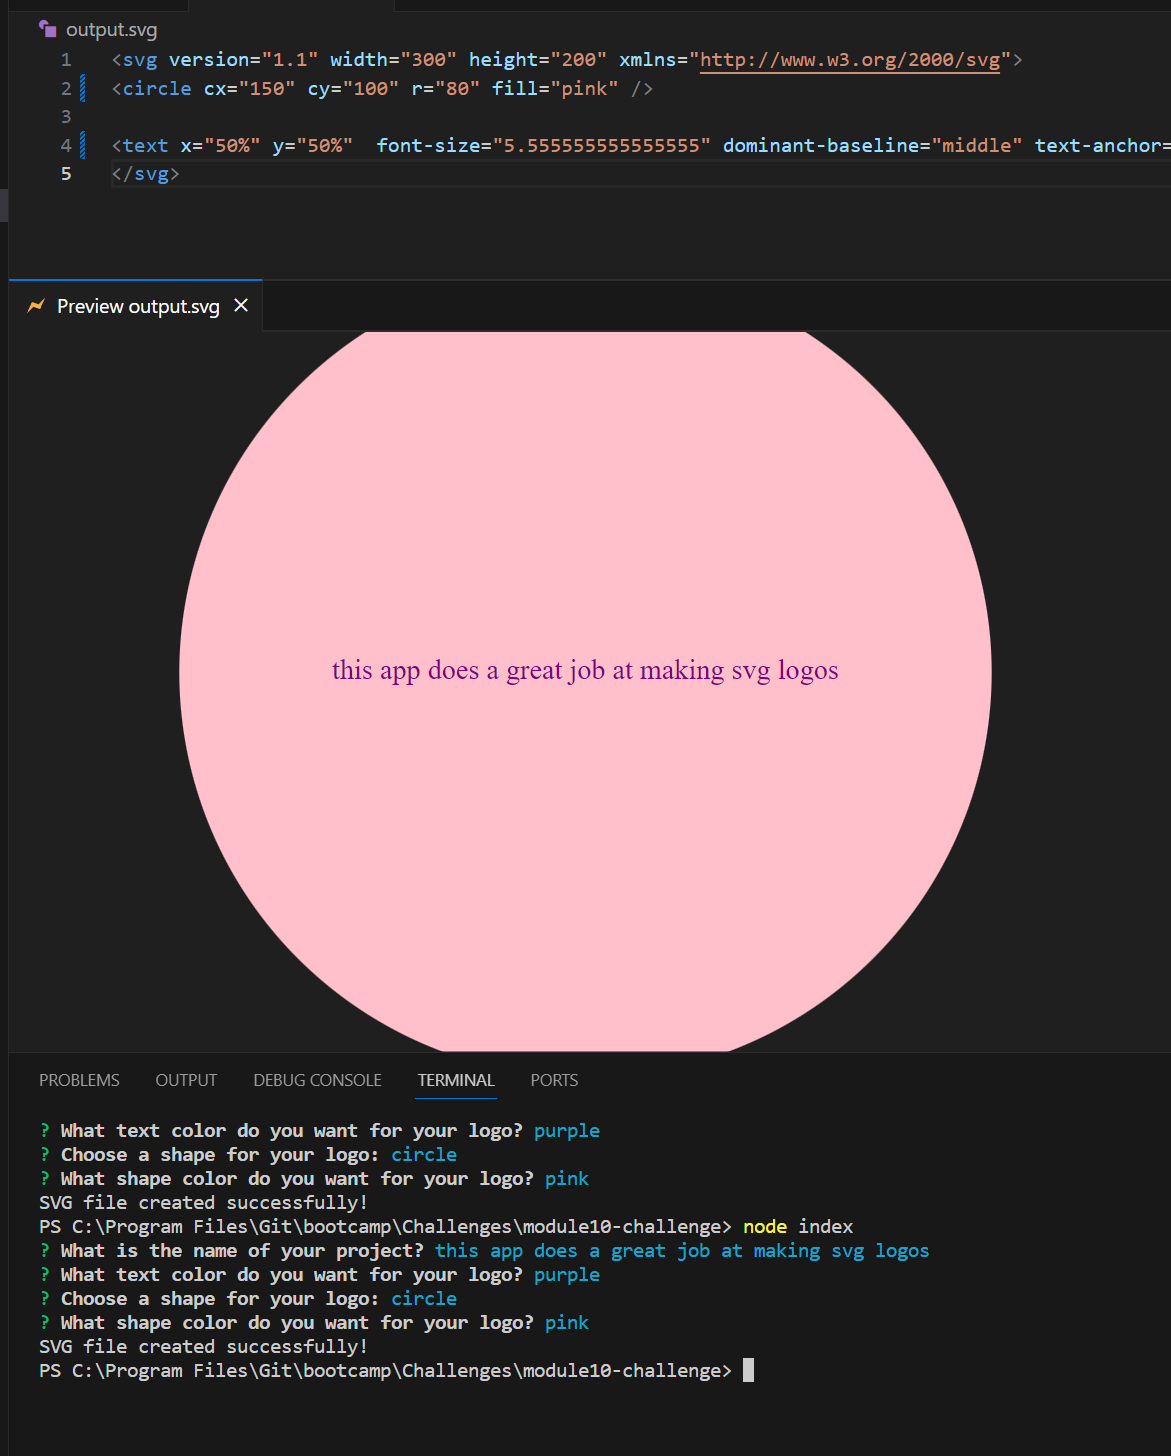 output.svg
1 <svg version="1.1" width="300" height="200" xmlns="http://www.w3.org/2000/svg">
2 <circle cx="150" cy="100" r="80" fill="pink" />
3
4 <text x="50%" y="50%"  font-size="5.555555555555555" dominant-baseline="middle" text-anchor=
5 </svg>
Preview output.svg
this app does a great job at making svg logos
PROBLEMS OUTPUT DEBUG CONSOLE TERMINAL PORTS
? What text color do you want for your logo? purple
? Choose a shape for your logo: circle
? What shape color do you want for your logo? pink
SVG file created successfully!
PS C:\Program Files\Git\bootcamp\Challenges\module10-challenge> node index
? What is the name of your project? this app does a great job at making svg logos
? What text color do you want for your logo? purple
? Choose a shape for your logo: circle
? What shape color do you want for your logo? pink
SVG file created successfully!
PS C:\Program Files\Git\bootcamp\Challenges\module10-challenge>